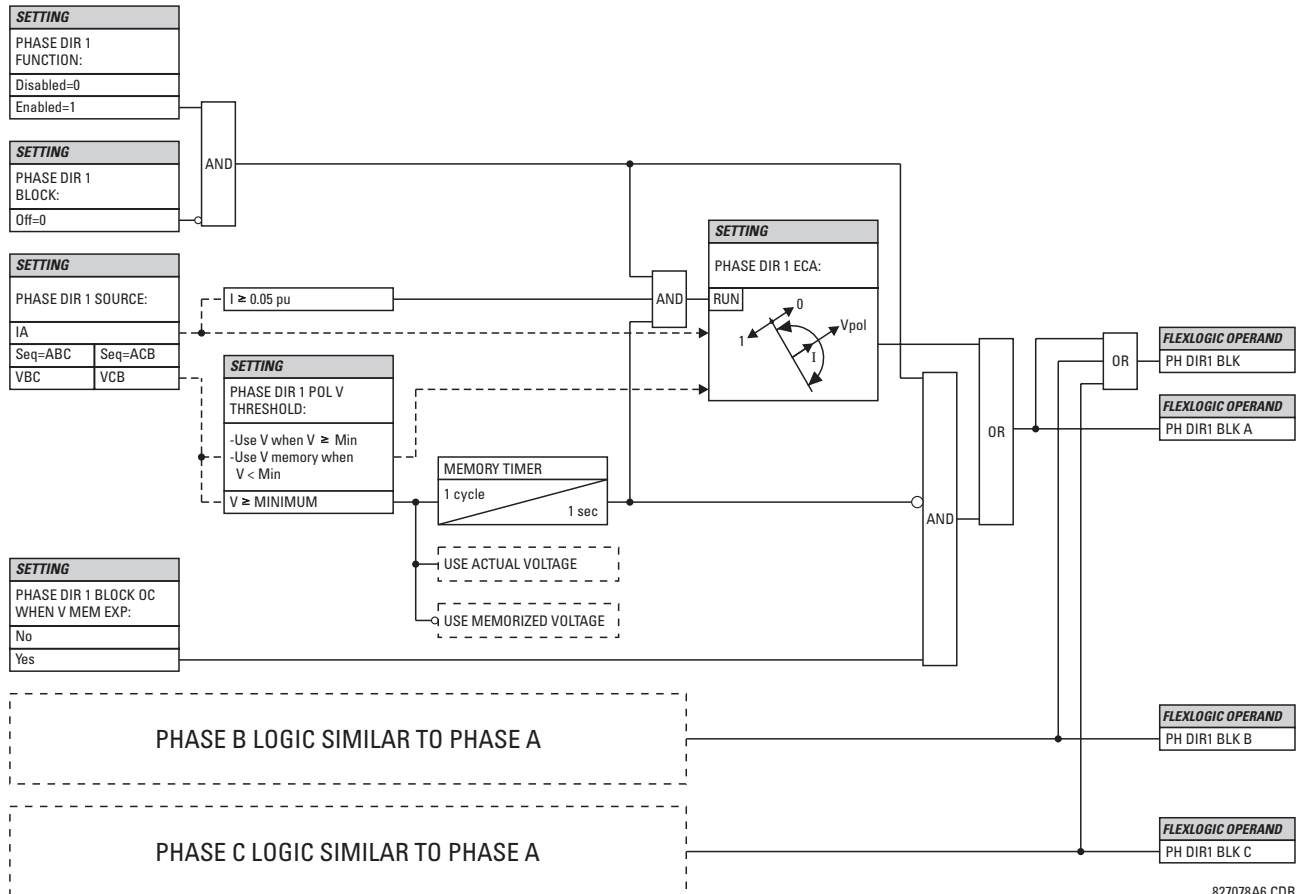 SETTING
PHASE DIR 1
FUNCTION:
Disabled=0
Enabled=1
AND
SETTING
PHASE DIR 1
BLOCK:
Off=0
SETTING
PHASE DIR 1 SOURCE:
IA
Seq=ABC Seq=ACB
VBC VCB
I ≥ 0.05 pu
SETTING
PHASE DIR 1 POL V
THRESHOLD:
-Use V when V ≥ Min
-Use V memory when
V < Min
V ≥ MINIMUM
MEMORY TIMER
1 cycle
1 sec
USE ACTUAL VOLTAGE
USE MEMORIZED VOLTAGE
AND
SETTING
PHASE DIR 1 ECA:
RUN
0
1
Vpol
I
AND
OR
OR
FLEXLOGIC OPERAND
PH DIR1 BLK
FLEXLOGIC OPERAND
PH DIR1 BLK A
SETTING
PHASE DIR 1 BLOCK OC
WHEN V MEM EXP:
No
Yes
PHASE B LOGIC SIMILAR TO PHASE A
FLEXLOGIC OPERAND
PH DIR1 BLK B
PHASE C LOGIC SIMILAR TO PHASE A
FLEXLOGIC OPERAND
PH DIR1 BLK C
827078A6.CDR